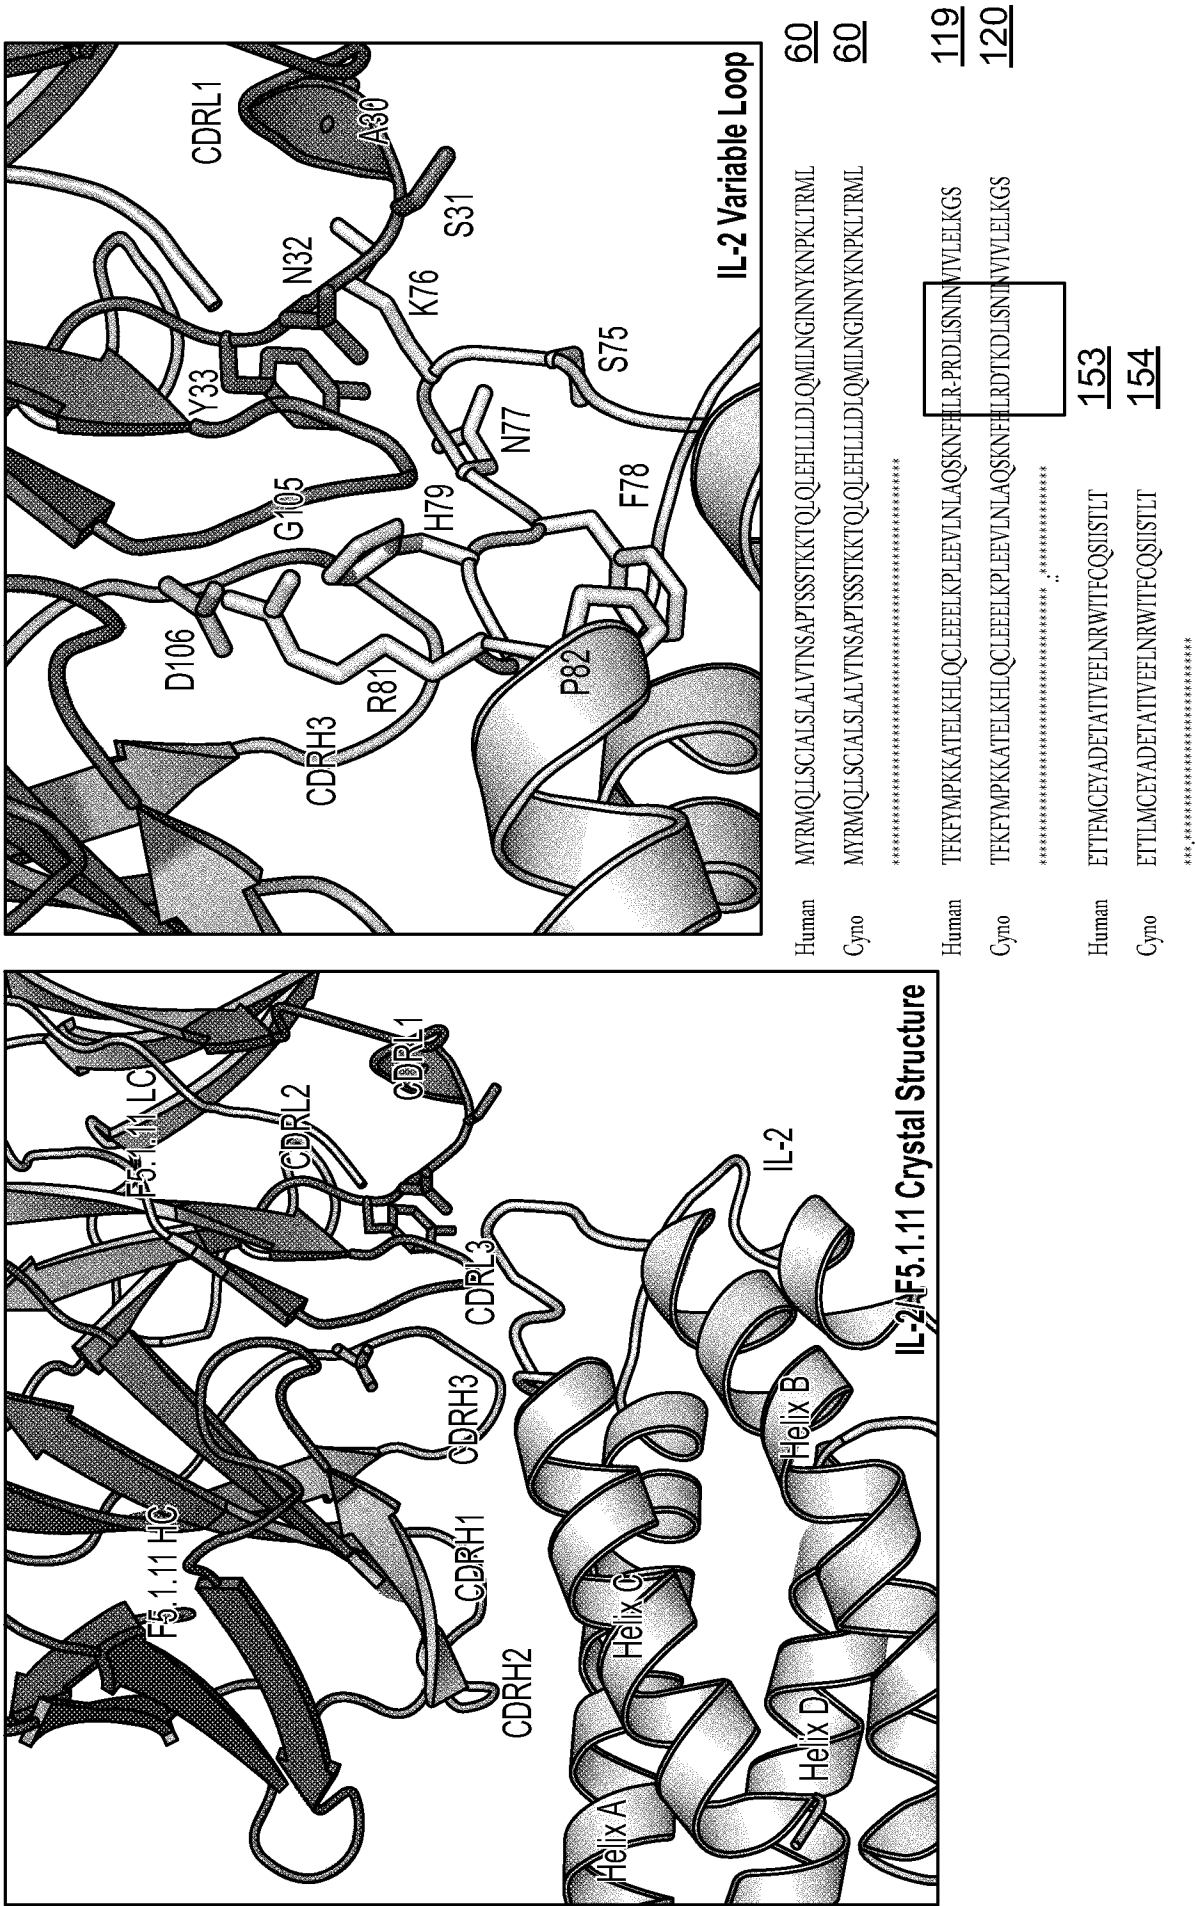 F5.1.11 HC
F5.1.11 LC
CDRL2
CDRL1
CDRH3
CDRL3
CDRH1
CDRH2
IL-2
Helix A
Helix C
Helix B
Helix D
IL-2/AF5.1.11 Crystal Structure
CDRL1
D106
Y33
N32
A30
G105
CDRH3
R81
H79
K76
S31
N77
S75
P82
F78
IL-2 Variable Loop
Human MYRMQLLSCIALSLALVTNSAPTSSSTKKTQLQLEHLLLDLQMILNGINNYKNPKLTRML 60
Cyno MYRMQLLSCIALSLALVTNSAPTSSSTKKTQLQLEHLLLDLQMILNGINNYKNPKLTRML 60
Human TFKFYMPKKATELKHLQCLEEELKPLEEVLNLAQSKNFHLR-PRDLISNINVIVLELKGS 119
Cyno TFKFYMPKKATELKHLQCLEEELKPLEEVLNLAQSKNFHLRDTKDLISNINVIVLELKGS 120
Human ETTFMCEYADETATIVEFLNRWITFCQSIISTLT 153
Cyno ETTLMCEYADETATIVEFLNRWITFCQSIISTLT 154